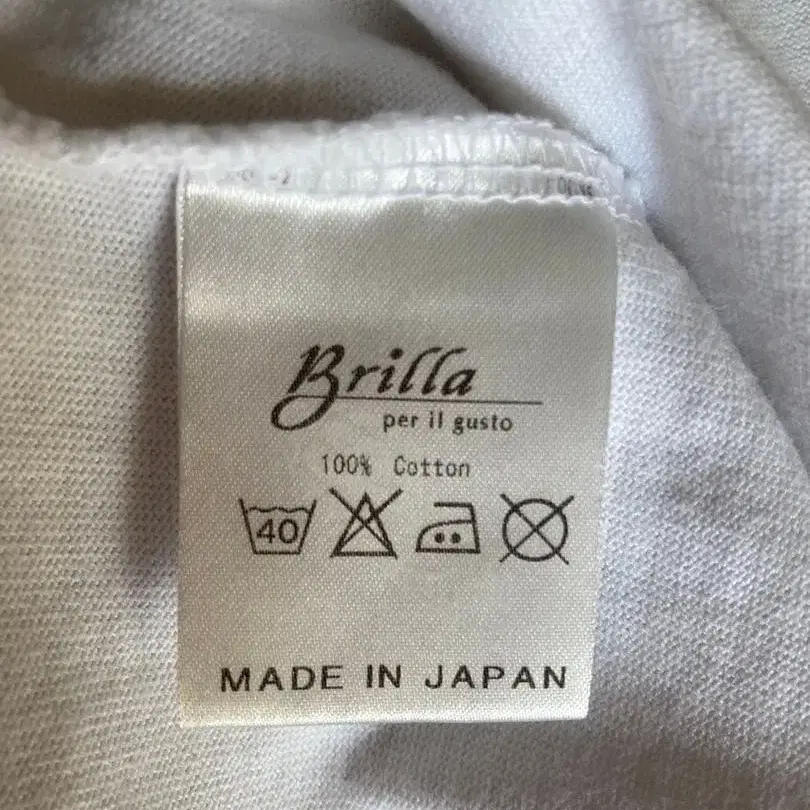 Brilla
per il gusto
100% Cotton
40
MADE IN JAPAN